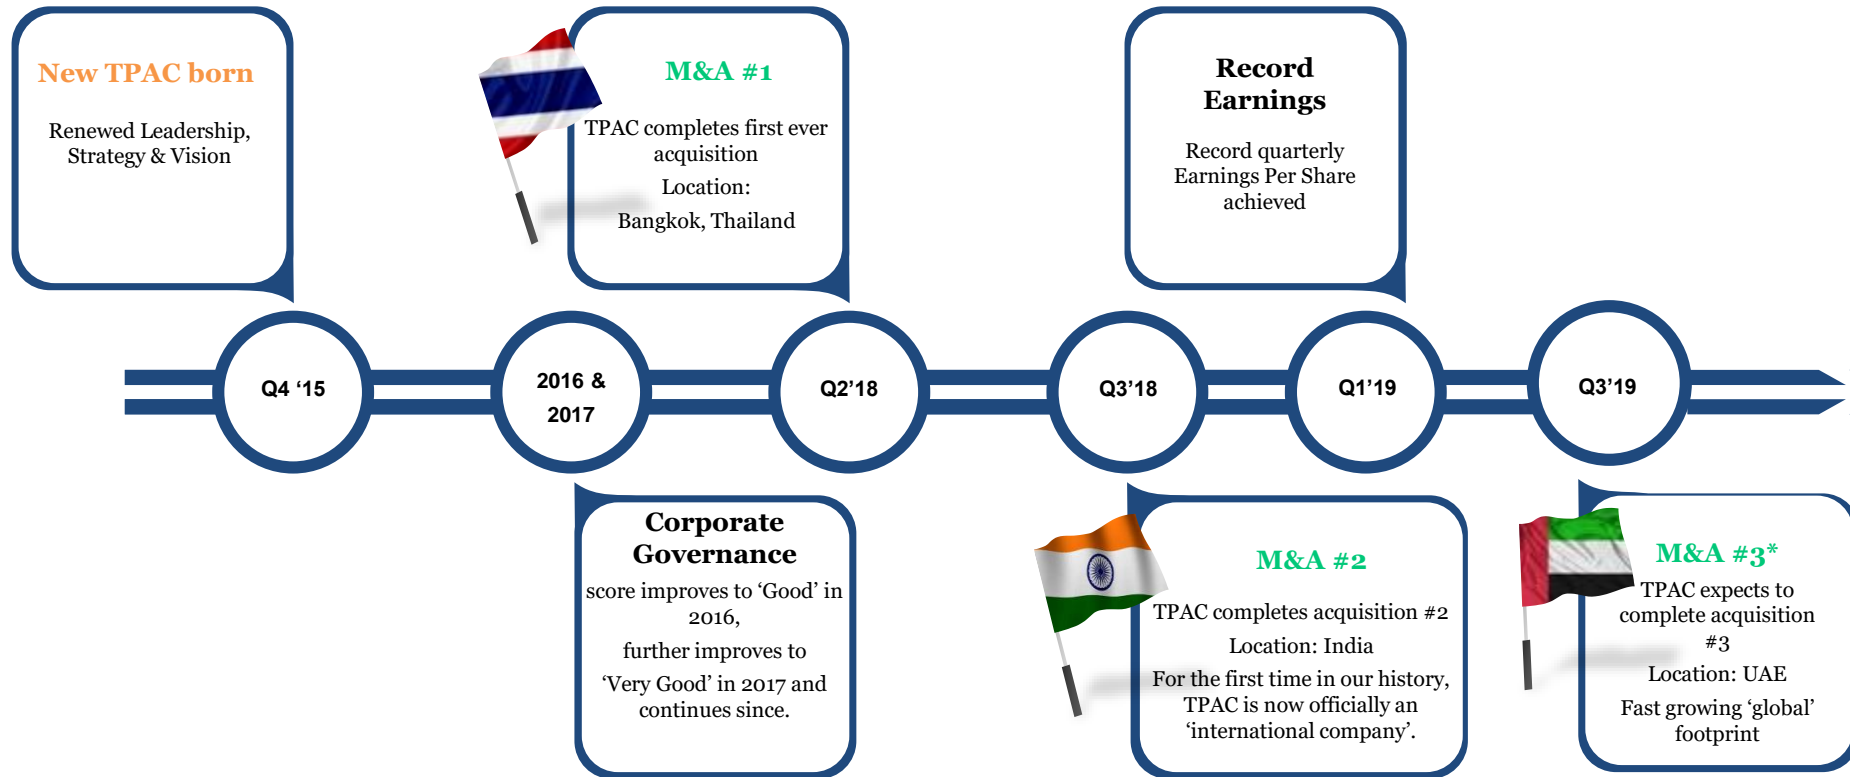 New TPAC born
Renewed Leadership,
Strategy & Vision
M&A #1
TPAC completes first ever
acquisition
Location:
Bangkok, Thailand
Record
Earnings
Record quarterly
Earnings Per Share
achieved
Q4 ‘15
2016 &
2017
Q2’18
Q3’18
Q1’19
Q3’19
Corporate
Governance
score improves to ‘Good’ in
2016,
further improves to
‘Very Good’ in 2017 and
continues since.
M&A #2
TPAC completes acquisition #2
Location: India
For the first time in our history,
TPAC is now officially an
‘international company’.
M&A #3*
TPAC expects to
complete acquisition
#3
Location: UAE
Fast growing ‘global’
footprint